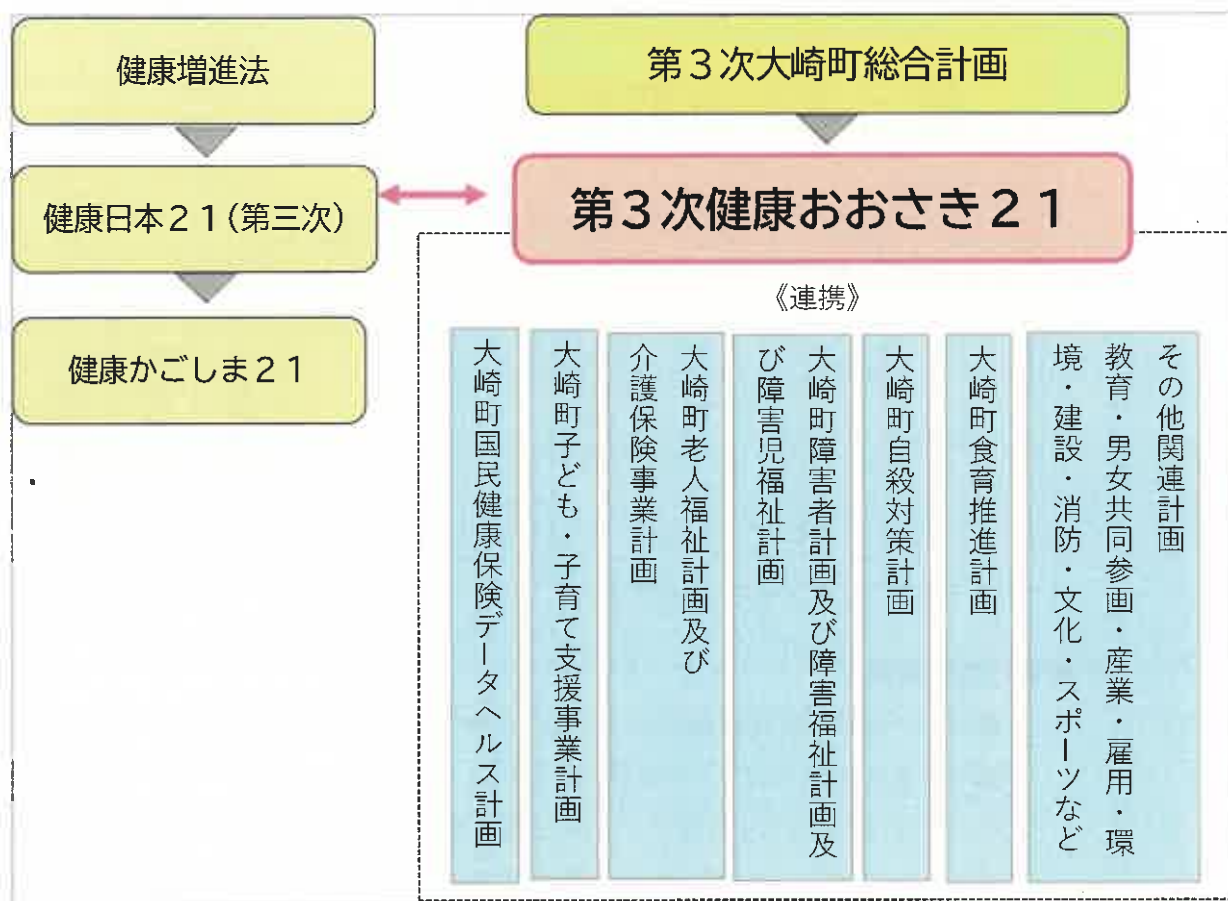 健康増進法
健康日本２１(第三次)
健康かごしま２１
第３次大崎町総合計画
第３次健康おおさき２１
《連携》
大崎町国民健康保険データヘルス計画
大崎町子ども・子育て支援事業計画
大崎町老人福祉計画及び
介護保険事業計画
大崎町障害者計画及び障害福祉計画及
び障害児福祉計画
大崎町自殺対策計画
大崎町食育推進計画
その他関連計画
教育・男女共同参画・産業・雇用・環
境・建設・消防・文化・スポーツなど